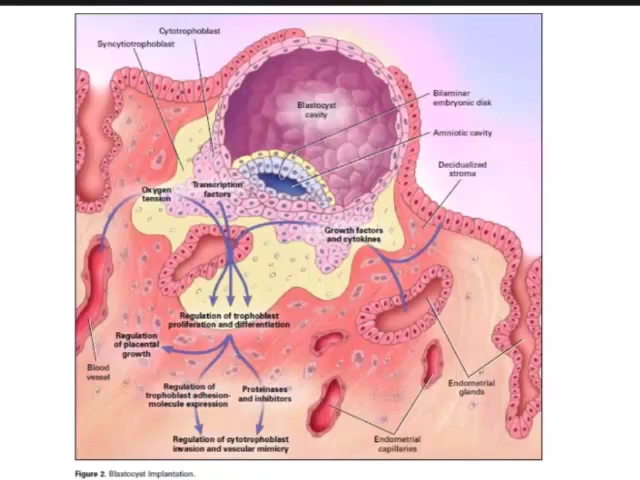 Cytotrophoblast
Syncytiotrophoblast
Blastocyst
cavity
Bilaminar
embryonic disk
Amniotic cavity
Decidualized
stroma
Oxygen
tension
Transcription
factors
Growth factors
and cytokines
Regulation of trophoblast
proliferation and differentiation
Regulation
of placental
growth
Blood
vessel
Regulation of
trophoblast adhesion-
molecule expression
Proteinases
and inhibitors
Endometrial
glands
Regulation of cytotrophoblast
invasion and vascular mimicry
Endometrial
capillaries
Figure 2. Blastocyst Implantation.